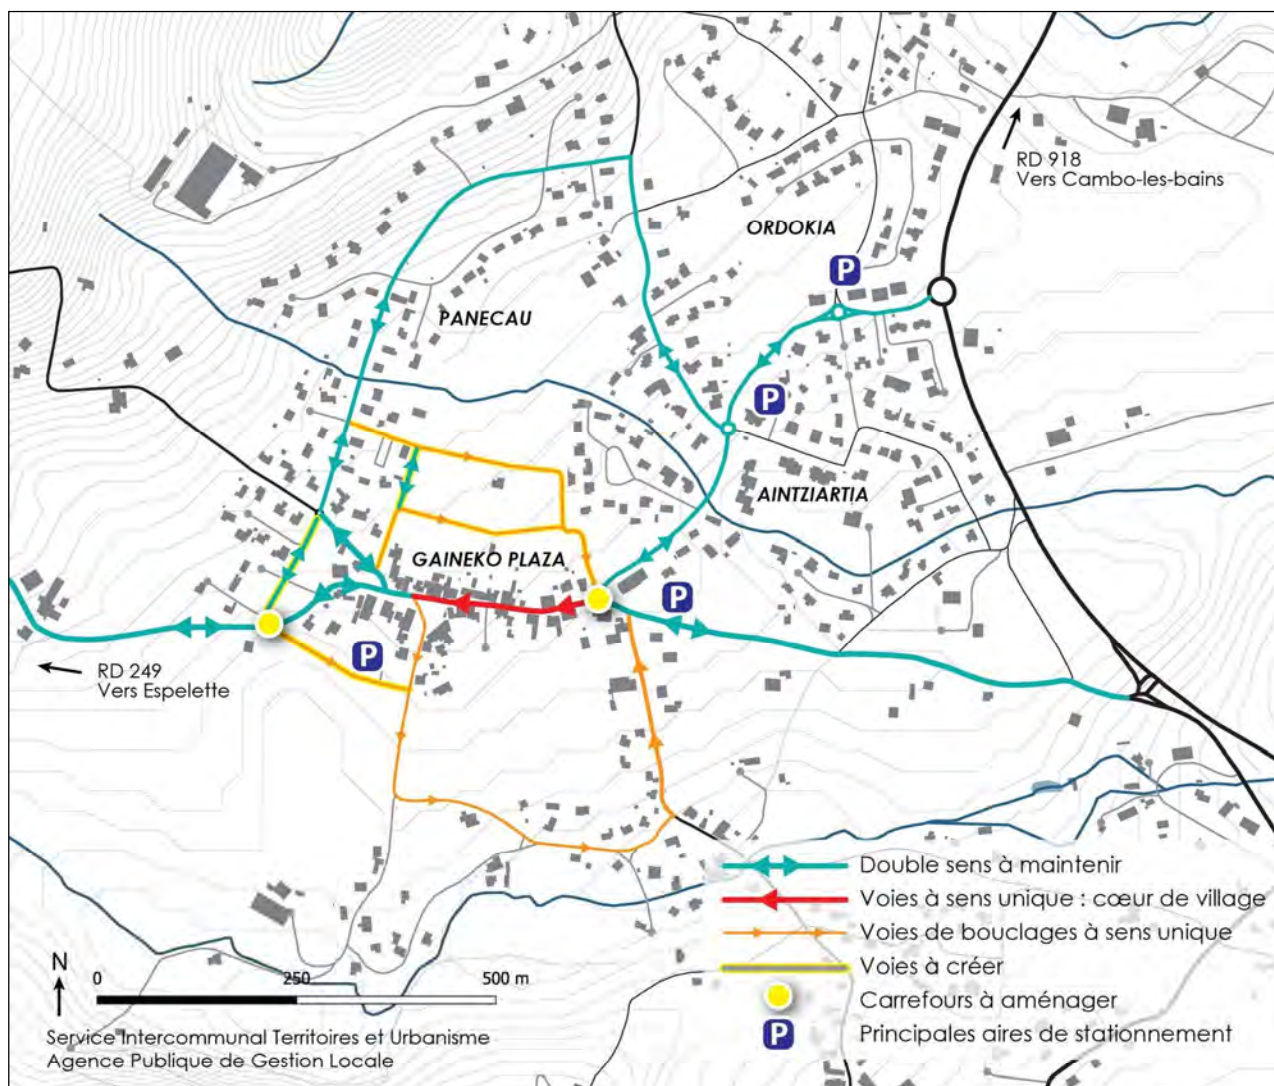 RD 918
Vers Cambo-les-bains
ORDOKIA
P
PANECAU
P
AINTZIARTIA
GAINEKO PLAZA
P
P
RD 249
Vers Espelette
Double sens à maintenir
Voies à sens unique : cœur de village
Voies de bouclages à sens unique
Voies à créer
Carrefours à aménager
P Principales aires de stationnement
N
0 250 500 m
Service Intercommunal Territoires et Urbanisme
Agence Publique de Gestion Locale